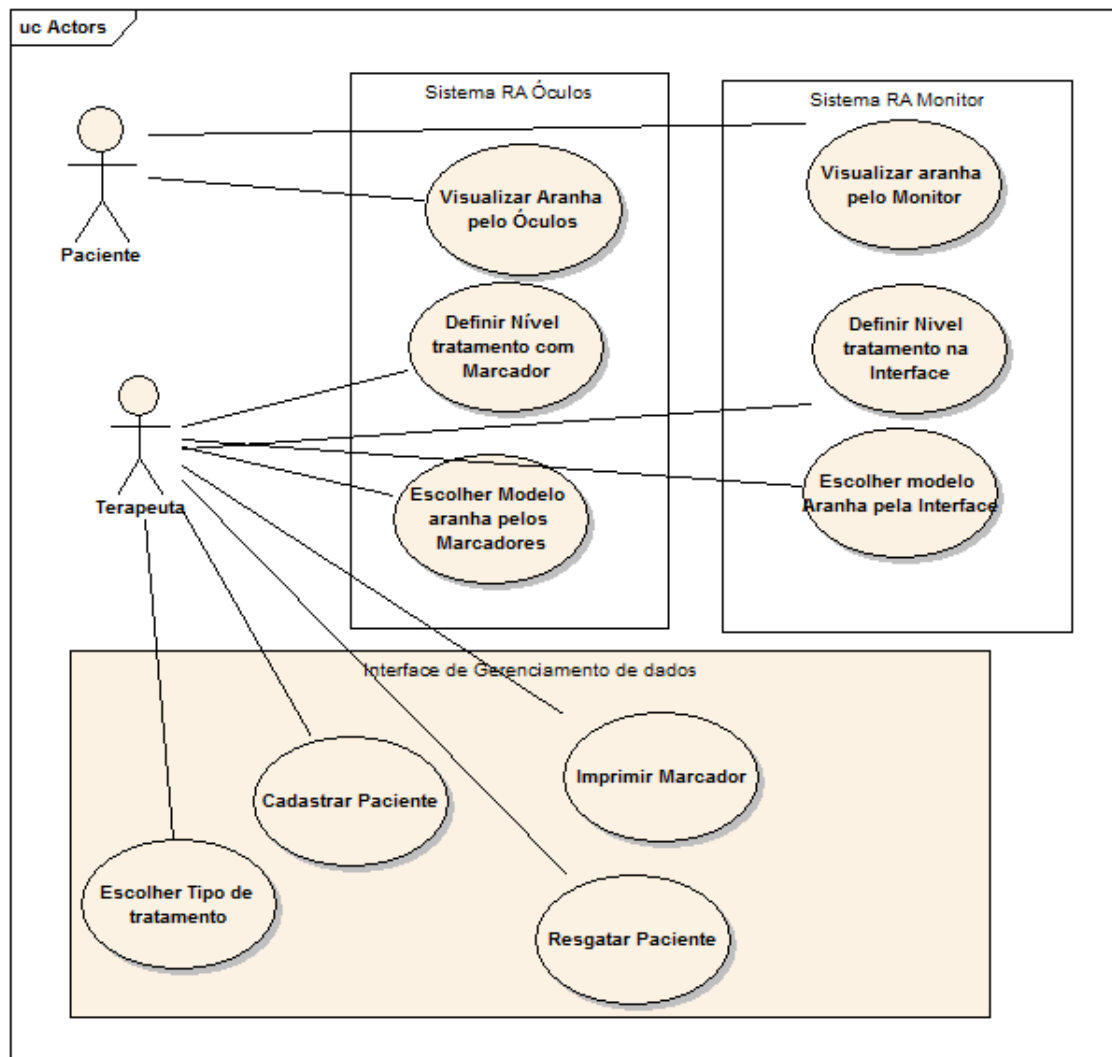 uc Actors
Sistema RA Óculos
Sistema RA Monitor
Visualizar Aranha
pelo Óculos
Visualizar aranha
pelo Monitor
Paciente
Definir Nível
tratamento com
Marcador
Definir Nivel
tratamento na
Interface
Terapeuta
Escolher Modelo
aranha pelos
Marcadores
Escolher modelo
Aranha pela Interface
Interface de Gerenciamento de dados
Imprimir Marcador
Cadastrar Paciente
Escolher Tipo de
tratamento
Resgatar Paciente